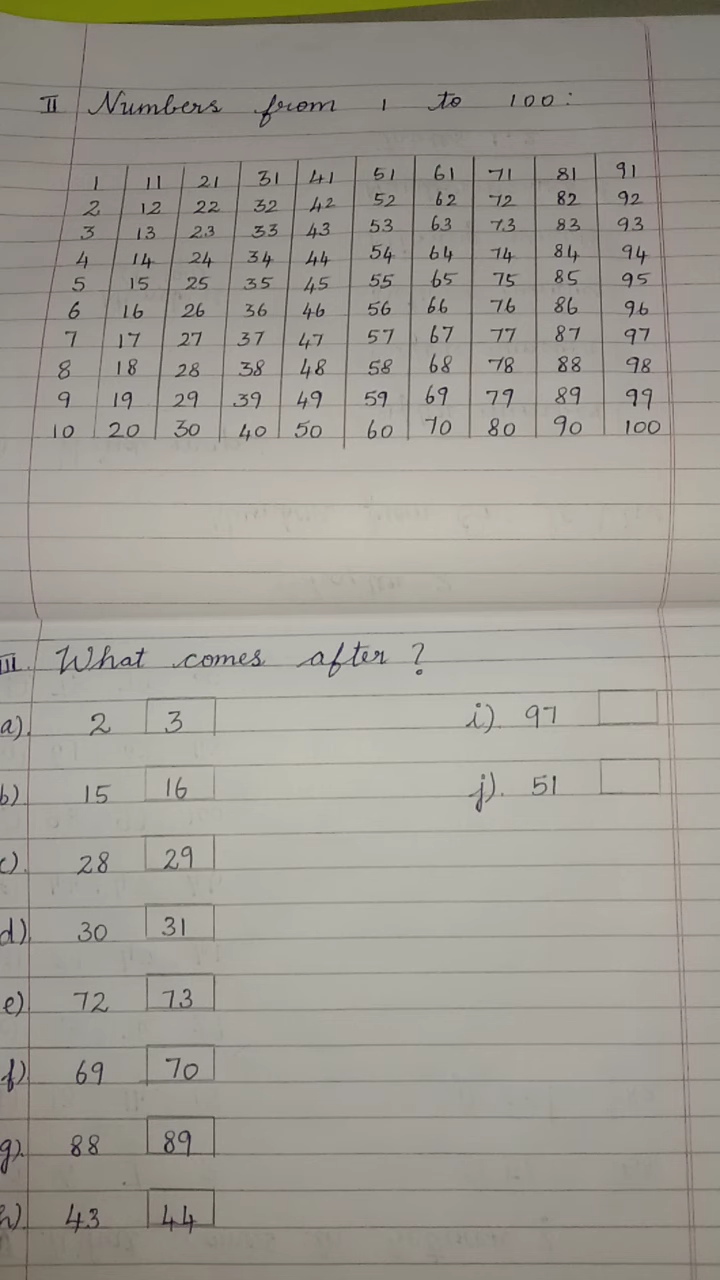 II Numbers from 1 to 100:
1 11 21 31 41 51 61 71 81 91
2 12 22 32 42 52 62 72 82 92
3 13 23 33 43 53 63 73 83 93
4 14 24 34 44 54 64 74 84 94
5 15 25 35 45 55 65 75 85 95
6 16 26 36 46 56 66 76 86 96
7 17 27 37 47 57 67 77 87 97
8 18 28 38 48 58 68 78 88 98
9 19 29 39 49 59 69 79 89 99
10 20 30 40 50 60 70 80 90 100
III. What comes after?
a). 2 3
b) 15 16
c). 28 29
d). 30 31
e) 72 73
f) 69 70
g). 88 89
h). 43 44
i). 97
j). 51